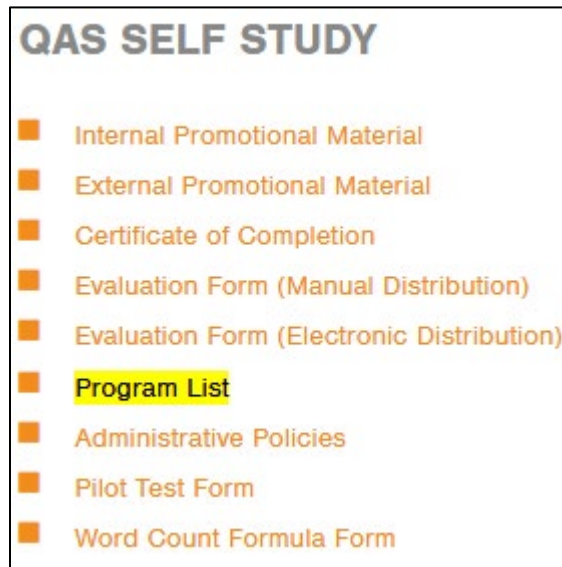 QAS SELF STUDY
Internal Promotional Material
External Promotional Material
Certificate of Completion
Evaluation Form (Manual Distribution)
Evaluation Form (Electronic Distribution)
Program List
Administrative Policies
Pilot Test Form
Word Count Formula Form